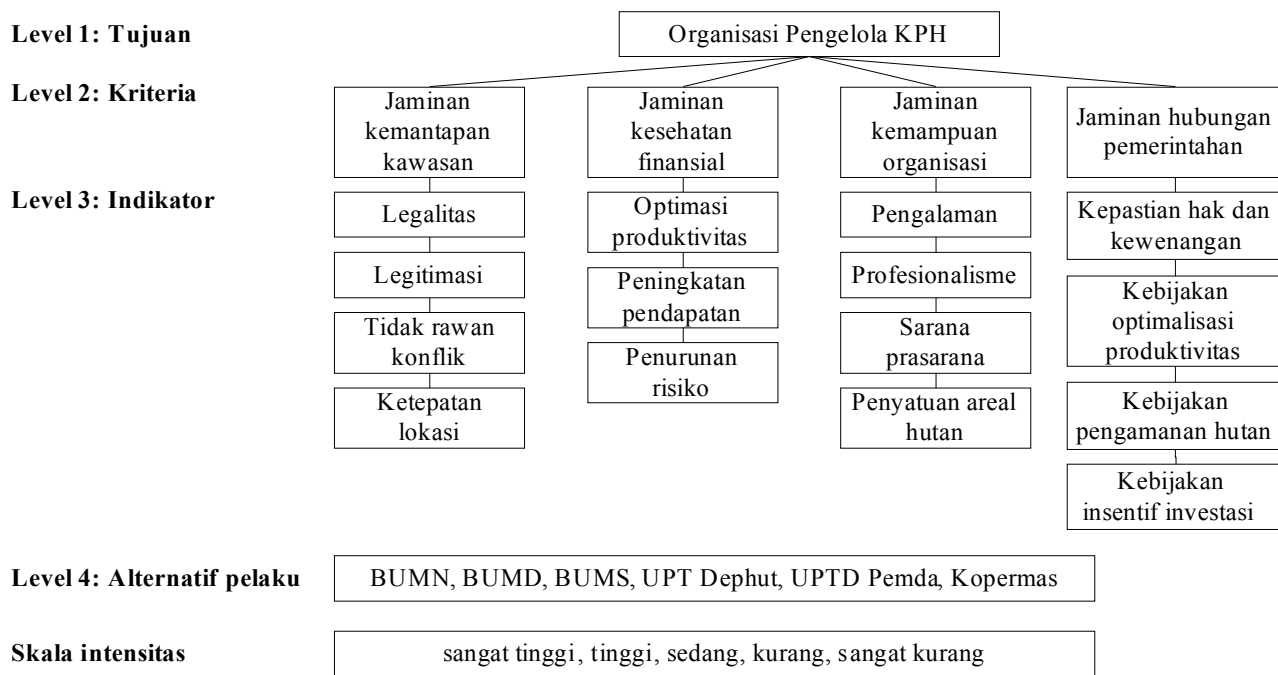 Level 1: Tujuan
Organisasi Pengelola KPH
Level 2: Kriteria
Jaminan
kemantapan
kawasan
Jaminan
kesehatan
finansial
Jaminan
kemampuan
organisasi
Jaminan hubungan
pemerintahan
Level 3: Indikator
Legalitas
Legitimasi
Tidak rawan
konflik
Ketepatan
lokasi
Optimasi
produktivitas
Peningkatan
pendapatan
Penurunan
risiko
Pengalaman
Profesionalisme
Sarana
prasarana
Penyatuan areal
hutan
Kepastian hak dan
kewenangan
Kebijakan
optimalisasi
produktivitas
Kebijakan
pengamanan hutan
Kebijakan
insentif investasi
Level 4: Alternatif pelaku
BUMN, BUMD, BUMS, UPT Dephut, UPTD Pemda, Kopermas
Skala intensitas
sangat tinggi, tinggi, sedang, kurang, sangat kurang